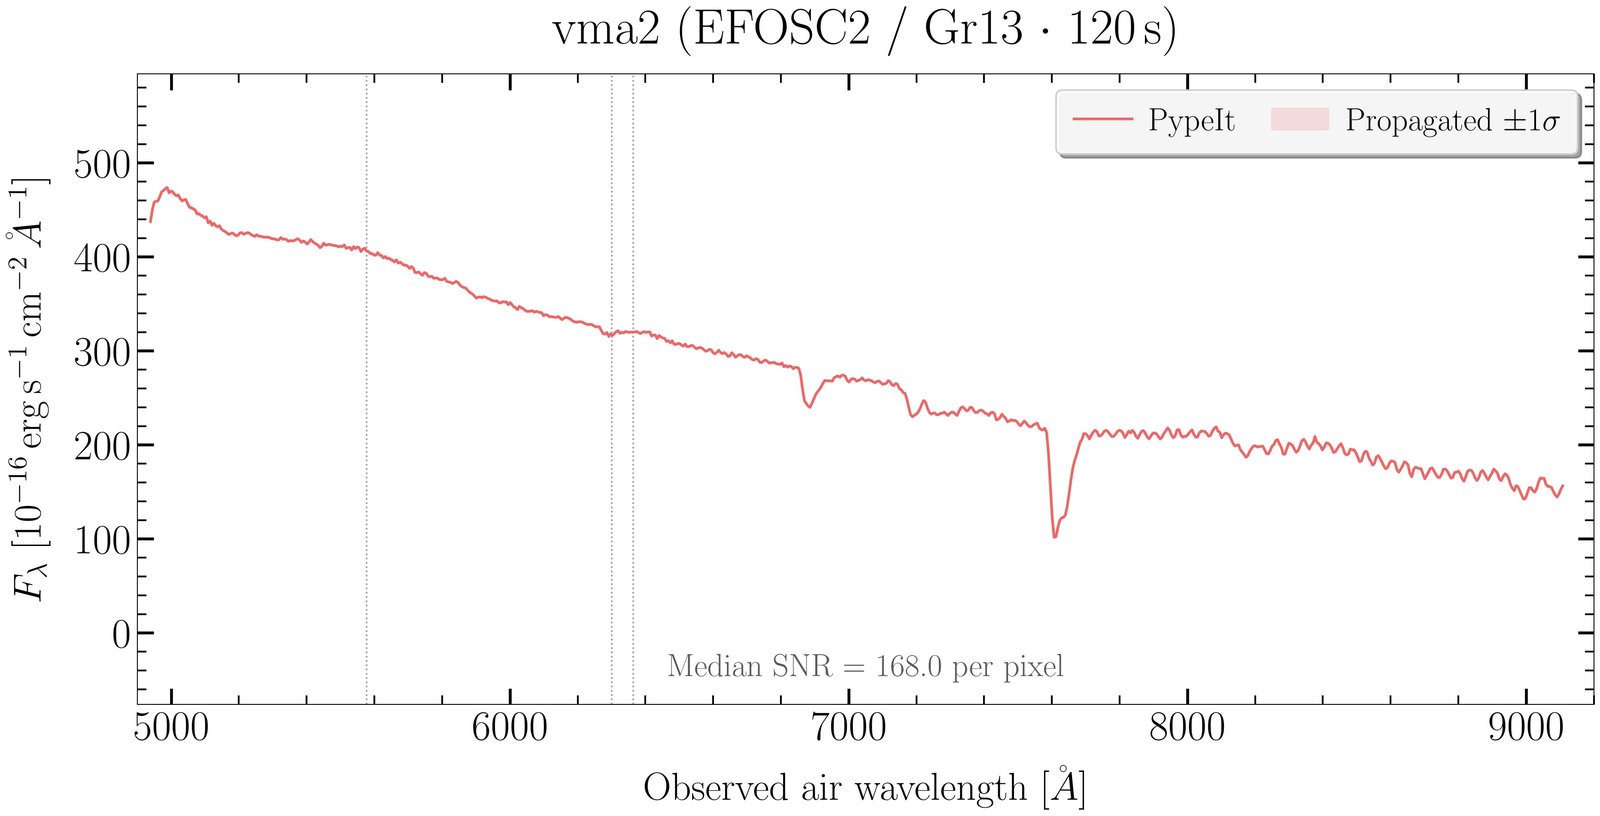 vma2 (EFOSC2 / Gr13 · 120 s)
PypeIt Propagated ±1σ
500
400
300
200
100
0
F_λ [10⁻¹⁶ erg s⁻¹ cm⁻² Å⁻¹]
Median SNR = 168.0 per pixel
5000 6000 7000 8000 9000
Observed air wavelength [Å]